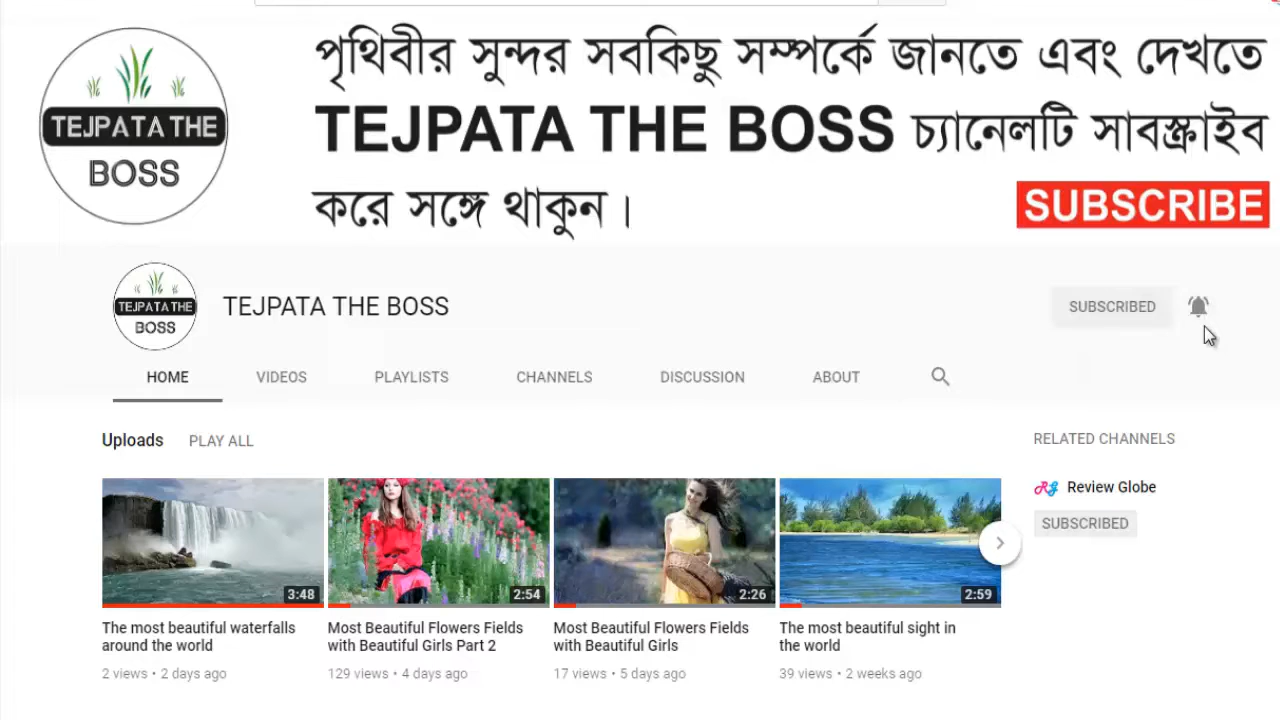 TEJPATA THE
BOSS
পৃথিবীর সুন্দর সবকিছু সম্পর্কে জানতে এবং দেখতে
TEJPATA THE BOSS চ্যানেলটি সাবস্ক্রাইব
করে সঙ্গে থাকুন।
SUBSCRIBE
TEJPATA THE
BOSS
TEJPATA THE BOSS
SUBSCRIBED
HOME VIDEOS PLAYLISTS CHANNELS DISCUSSION ABOUT
Uploads PLAY ALL
RELATED CHANNELS
RG Review Globe
SUBSCRIBED
3:48 2:54 2:26 2:59
The most beautiful waterfalls
around the world
2 views • 2 days ago
Most Beautiful Flowers Fields
with Beautiful Girls Part 2
129 views • 4 days ago
Most Beautiful Flowers Fields
with Beautiful Girls
17 views • 5 days ago
The most beautiful sight in
the world
39 views • 2 weeks ago